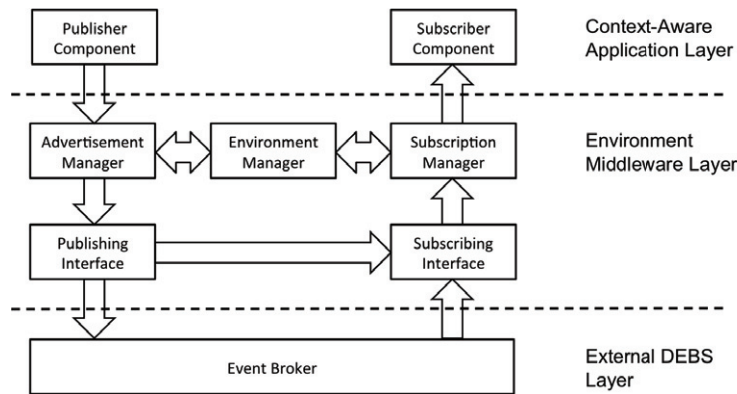 Publisher
Component
Subscriber
Component
Context-Aware
Application Layer
Advertisement
Manager
Environment
Manager
Subscription
Manager
Environment
Middleware Layer
Publishing
Interface
Subscribing
Interface
Event Broker
External DEBS
Layer